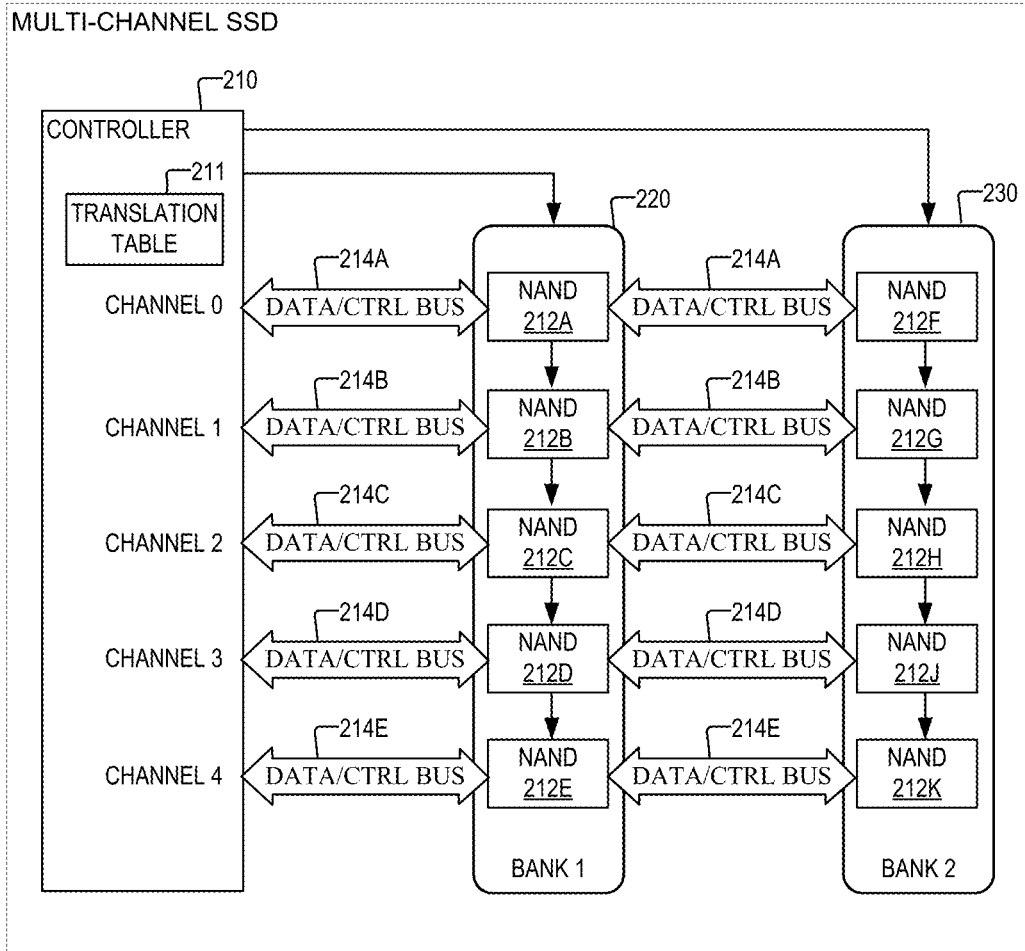 MULTI-CHANNEL SSD
210
CONTROLLER
211
TRANSLATION
TABLE
220
230
214A
214A
CHANNEL 0
DATA/CTRL BUS
NAND
212A
DATA/CTRL BUS
NAND
212F
214B
214B
CHANNEL 1
DATA/CTRL BUS
NAND
212B
DATA/CTRL BUS
NAND
212G
214C
214C
CHANNEL 2
DATA/CTRL BUS
NAND
212C
DATA/CTRL BUS
NAND
212H
214D
214D
CHANNEL 3
DATA/CTRL BUS
NAND
212D
DATA/CTRL BUS
NAND
212J
214E
214E
CHANNEL 4
DATA/CTRL BUS
NAND
212E
DATA/CTRL BUS
NAND
212K
BANK 1
BANK 2